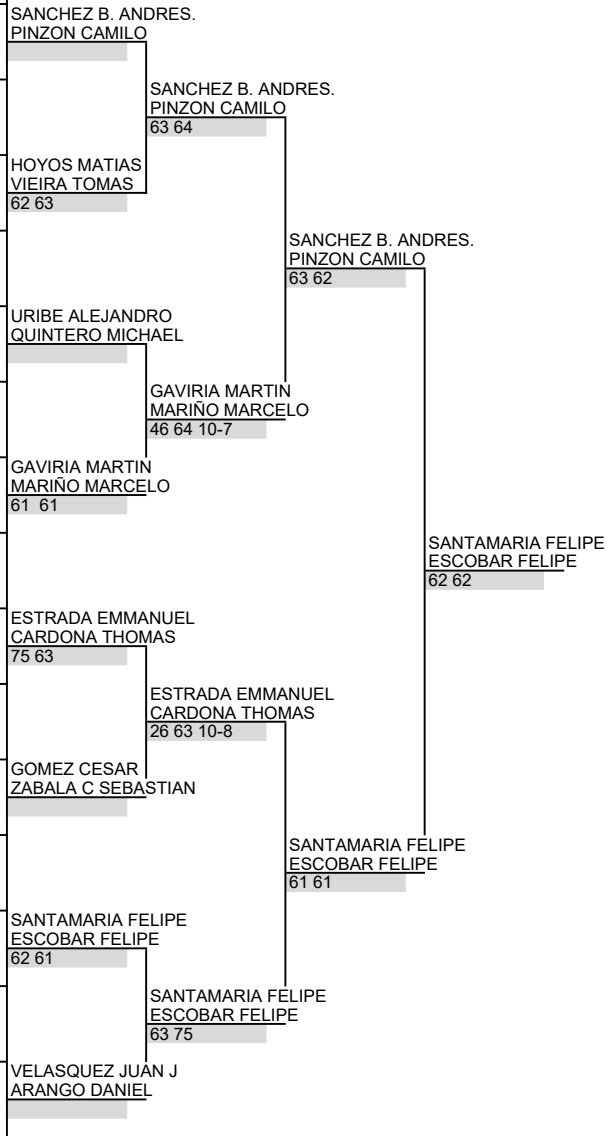 SANCHEZ B. ANDRES.
PINZON CAMILO
SANCHEZ B. ANDRES.
PINZON CAMILO
63 64
HOYOS MATIAS
VIEIRA TOMAS
62 63
SANCHEZ B. ANDRES.
PINZON CAMILO
63 62
URIBE ALEJANDRO
QUINTERO MICHAEL
GAVIRIA MARTIN
MARIÑO MARCELO
46 64 10-7
GAVIRIA MARTIN
MARIÑO MARCELO
61 61
SANTAMARIA FELIPE
ESCOBAR FELIPE
62 62
ESTRADA EMMANUEL
CARDONA THOMAS
75 63
ESTRADA EMMANUEL
CARDONA THOMAS
26 63 10-8
GOMEZ CESAR
ZABALA C SEBASTIAN
SANTAMARIA FELIPE
ESCOBAR FELIPE
61 61
SANTAMARIA FELIPE
ESCOBAR FELIPE
62 61
SANTAMARIA FELIPE
ESCOBAR FELIPE
63 75
VELASQUEZ JUAN J
ARANGO DANIEL